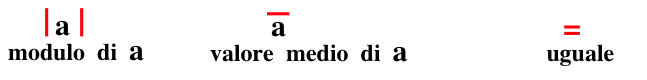 |a| a̅ =
modulo di a valore medio di a uguale